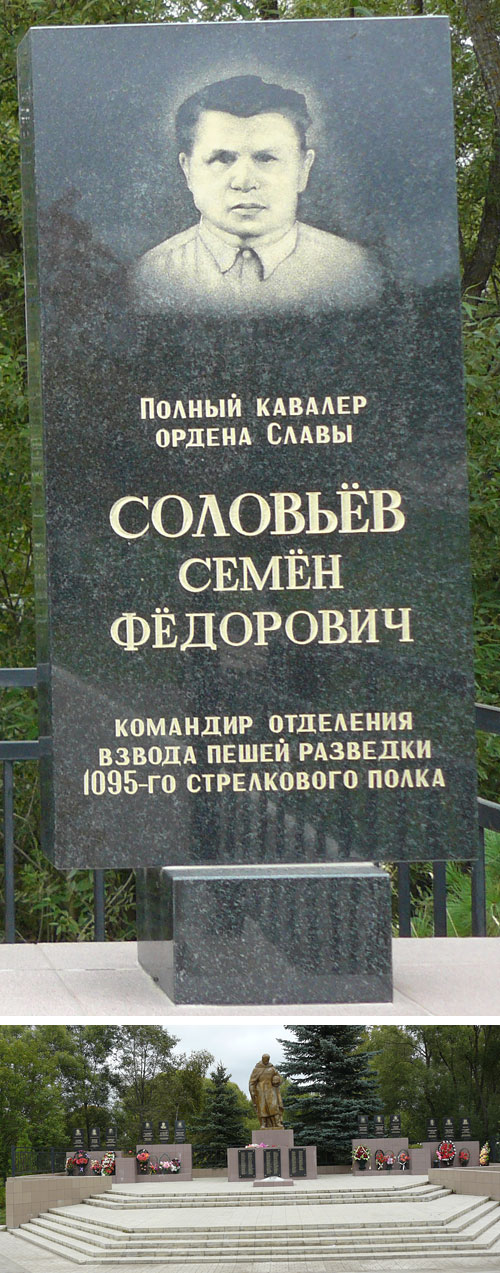 Полный кавалер
ордена Славы
СОЛОВЬЁВ
СЕМЁН
ФЁДОРОВИЧ
КОМАНДИР ОТДЕЛЕНИЯ
ВЗВОДА ПЕШЕЙ РАЗВЕДКИ
1095-ГО СТРЕЛКОВОГО ПОЛКА